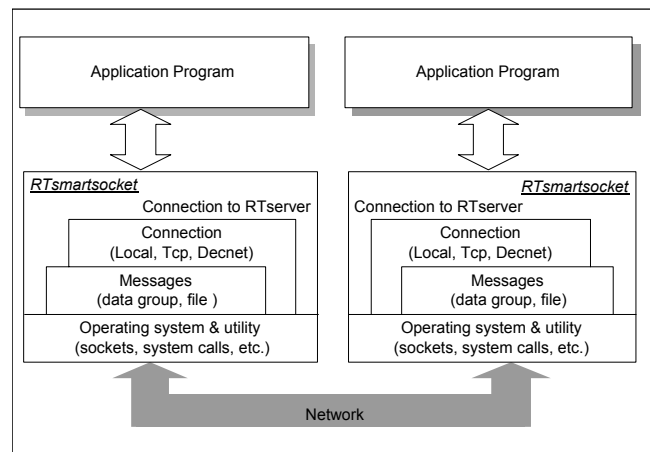 Application Program
Application Program
RTsmartsocket
Connection to RTserver
Connection
(Local, Tcp, Decnet)
Messages
(data group, file )
Operating system & utility
(sockets, system calls, etc.)
RTsmartsocket
Connection to RTserver
Connection
(Local, Tcp, Decnet)
Messages
(data group, file)
Operating system & utility
(sockets, system calls, etc.)
Network